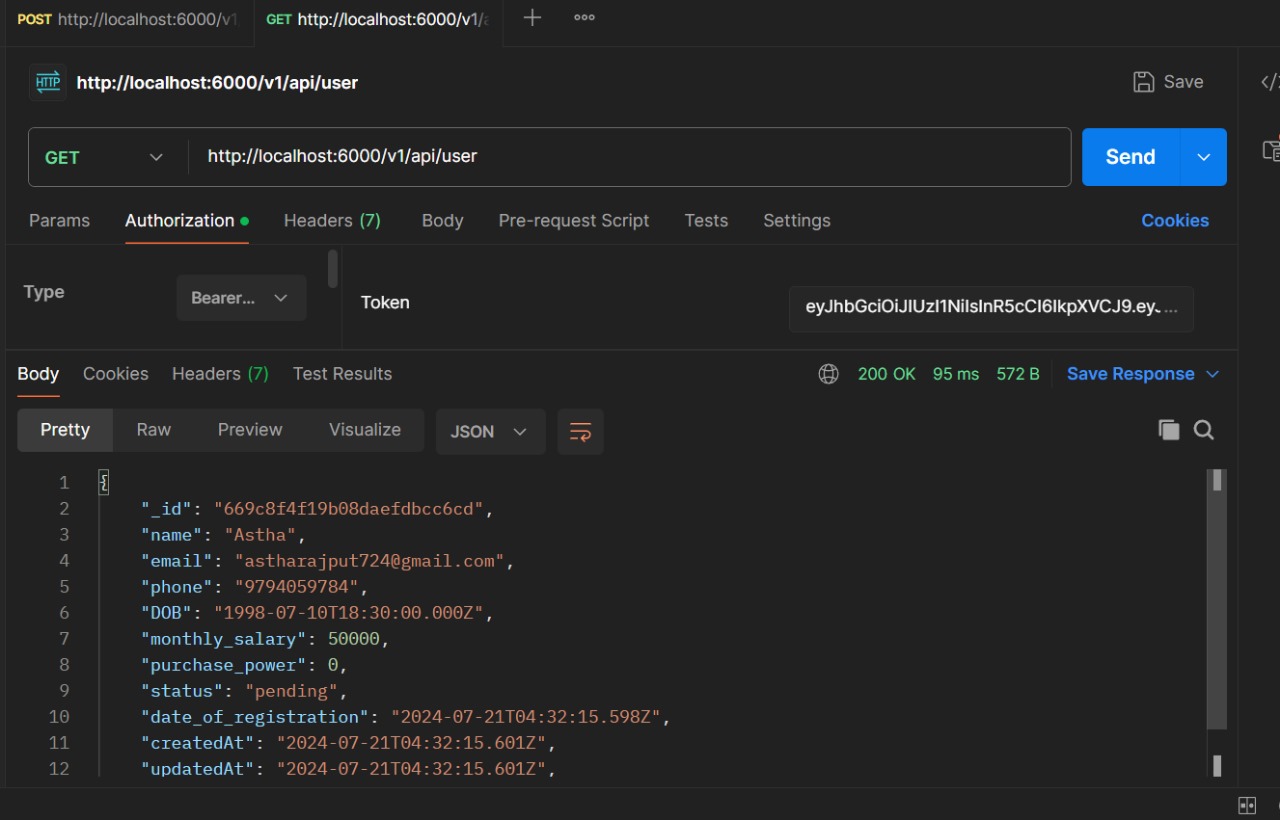 POST http://localhost:6000/v1 GET http://localhost:6000/v1/a
HTTP http://localhost:6000/v1/api/user Save
GET http://localhost:6000/v1/api/user Send
Params Authorization Headers (7) Body Pre-request Script Tests Settings Cookies
Type Bearer... Token eyJhbGciOiJIUzI1NiIsInR5cCI6IkpXVCJ9.eyJ...
Body Cookies Headers (7) Test Results 200 OK 95 ms 572 B Save Response
Pretty Raw Preview Visualize JSON
1 {
2 "_id": "669c8f4f19b08daefdbcc6cd",
3 "name": "Astha",
4 "email": "astharajput724@gmail.com",
5 "phone": "9794059784",
6 "DOB": "1998-07-10T18:30:00.000Z",
7 "monthly_salary": 50000,
8 "purchase_power": 0,
9 "status": "pending",
10 "date_of_registration": "2024-07-21T04:32:15.598Z",
11 "createdAt": "2024-07-21T04:32:15.601Z",
12 "updatedAt": "2024-07-21T04:32:15.601Z",